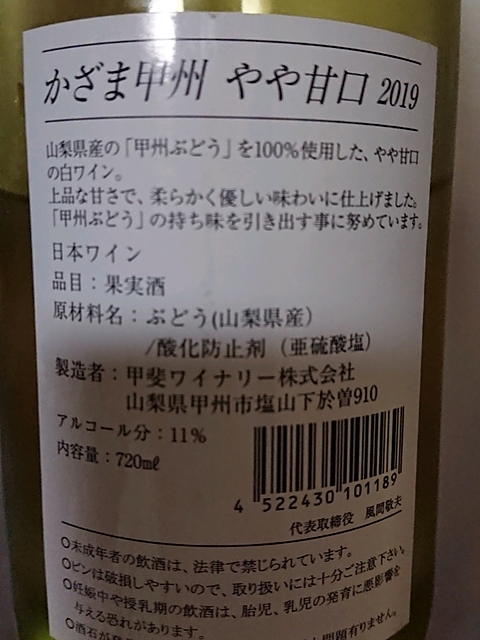 かざま甲州 やや甘口 2019
山梨県産の「甲州ぶどう」を100%使用した、やや甘口
の白ワイン。
上品な甘さで、柔らかく優しい味わいに仕上げました。
「甲州ぶどう」の持ち味を引き出す事に努めています。
日本ワイン
品目：果実酒
原材料名：ぶどう(山梨県産)
/酸化防止剤（亜硫酸塩）
製造者：甲斐ワイナリー株式会社
山梨県甲州市塩山下於曽910
アルコール分：11%
内容量：720ml
4 522430 101189
代表取締役 風間敬夫
○未成年者の飲酒は、法律で禁じられています。
○ビンは破損しやすいので、取り扱いには十分ご注意下さい。
○妊娠中や授乳期の飲酒は、胎児、乳児の発育に悪影響を
与える恐れがあります。